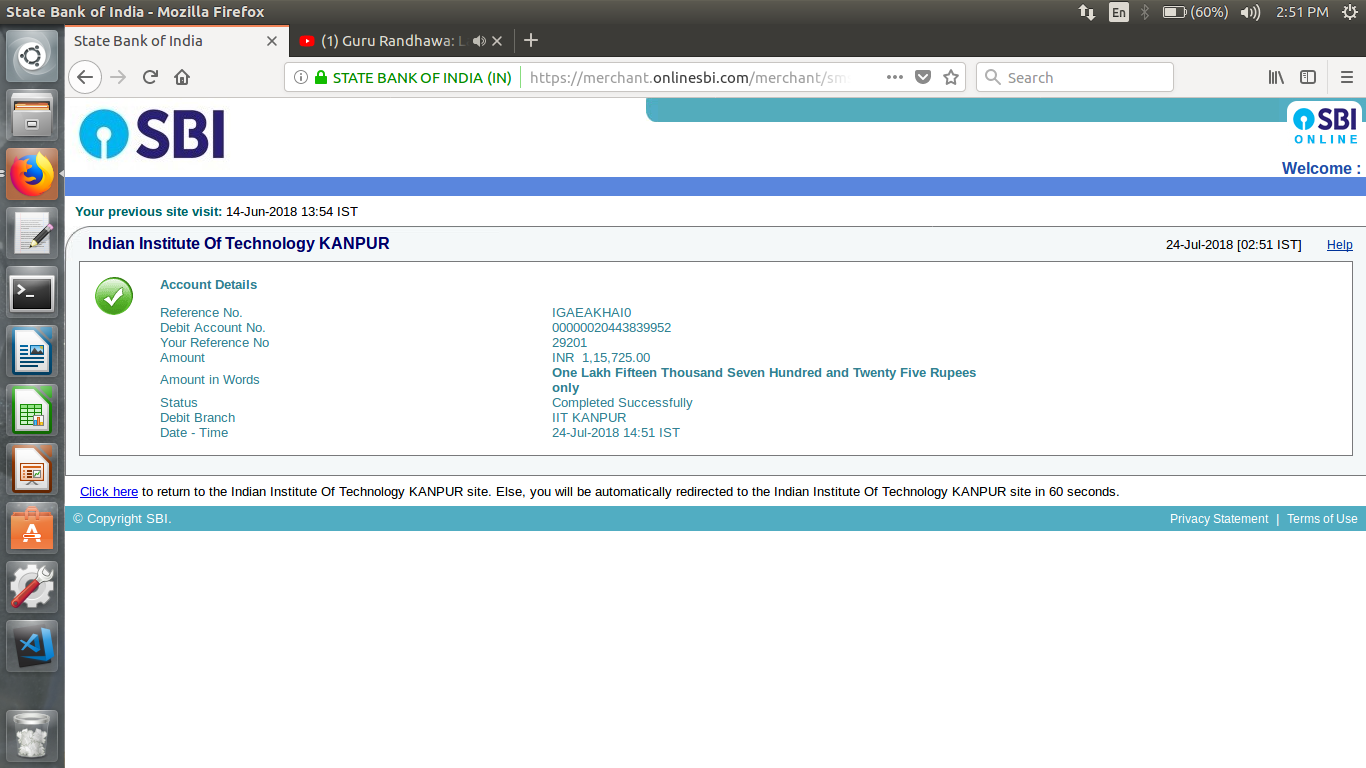 State Bank of India - Mozilla Firefox
En
(60%)
2:51 PM
State Bank of India
(1) Guru Randhawa: L
STATE BANK OF INDIA (IN)
https://merchant.onlinesbi.com/merchant/sm
Search
SBI
SBI
ONLINE
Welcome :
Your previous site visit: 14-Jun-2018 13:54 IST
Indian Institute Of Technology KANPUR
24-Jul-2018 [02:51 IST]
Help
Account Details
Reference No. IGAEAKHAI0
Debit Account No. 00000020443839952
Your Reference No 29201
Amount INR 1,15,725.00
Amount in Words One Lakh Fifteen Thousand Seven Hundred and Twenty Five Rupees
only
Status Completed Successfully
Debit Branch IIT KANPUR
Date - Time 24-Jul-2018 14:51 IST
Click here to return to the Indian Institute Of Technology KANPUR site. Else, you will be automatically redirected to the Indian Institute Of Technology KANPUR site in 60 seconds.
© Copyright SBI.
Privacy Statement | Terms of Use